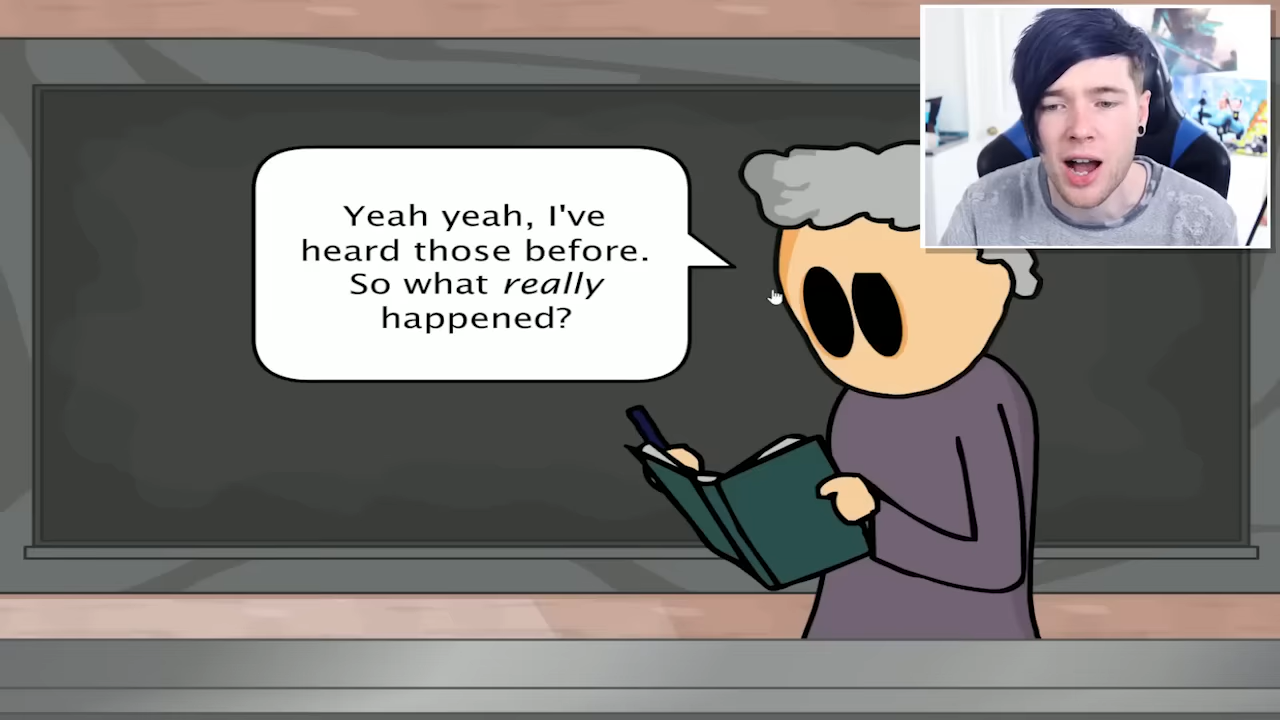 Yeah yeah, I've
heard those before.
So what really
happened?